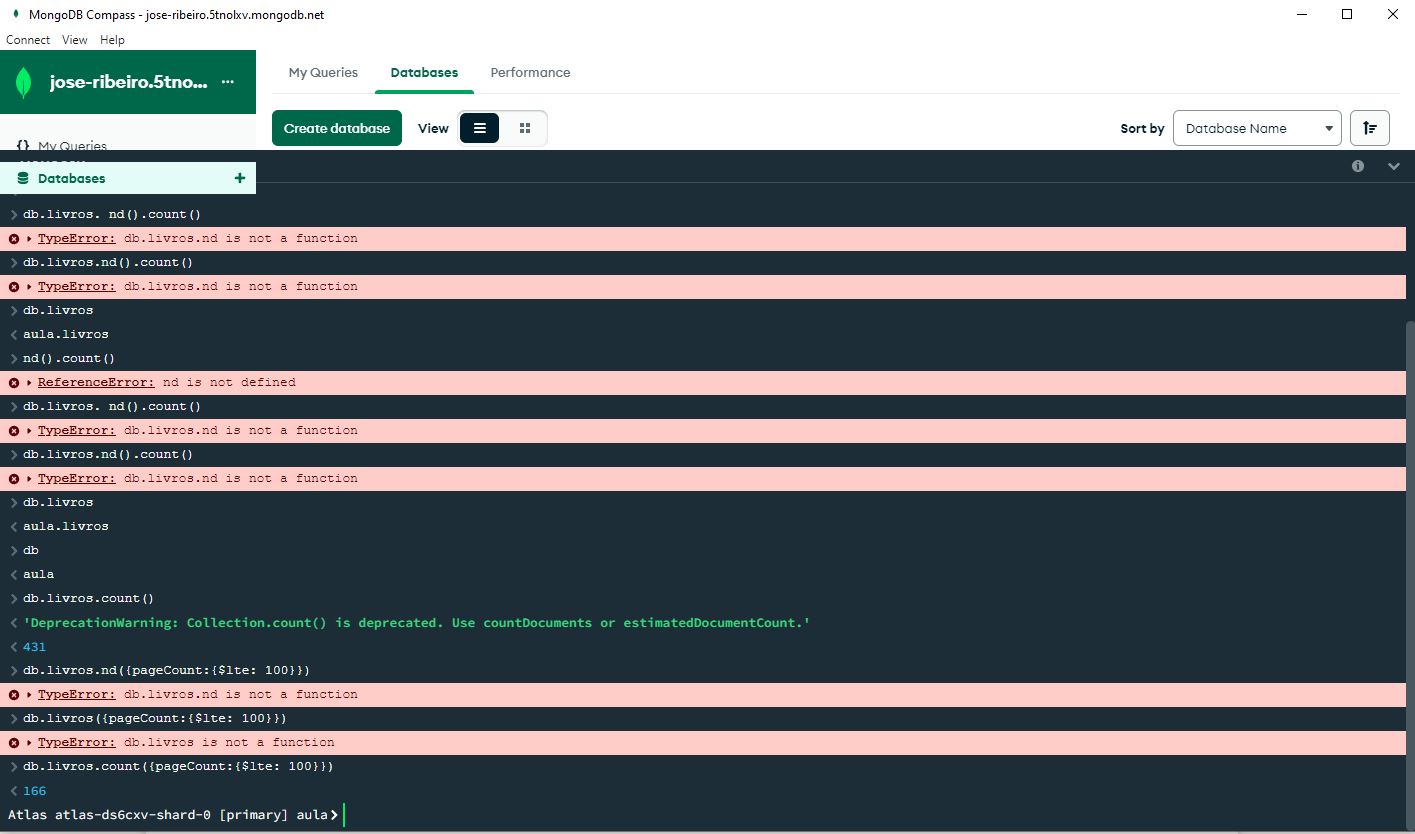 MongoDB Compass - jose-ribeiro.5tnolxv.mongodb.net
Connect View Help
jose-ribeiro.5tno... ...
My Queries Databases Performance
Create database View Sort by Database Name
{} My Queries
Databases +
> db.livros. nd().count()
TypeError: db.livros.nd is not a function
> db.livros.nd().count()
TypeError: db.livros.nd is not a function
> db.livros
< aula.livros
> nd().count()
ReferenceError: nd is not defined
> db.livros. nd().count()
TypeError: db.livros.nd is not a function
> db.livros.nd().count()
TypeError: db.livros.nd is not a function
> db.livros
< aula.livros
> db
< aula
> db.livros.count()
< 'DeprecationWarning: Collection.count() is deprecated. Use countDocuments or estimatedDocumentCount.'
< 431
> db.livros.nd({pageCount:{$lte: 100}})
TypeError: db.livros.nd is not a function
> db.livros({pageCount:{$lte: 100}})
TypeError: db.livros is not a function
> db.livros.count({pageCount:{$lte: 100}})
< 166
Atlas atlas-ds6cxv-shard-0 [primary] aula>